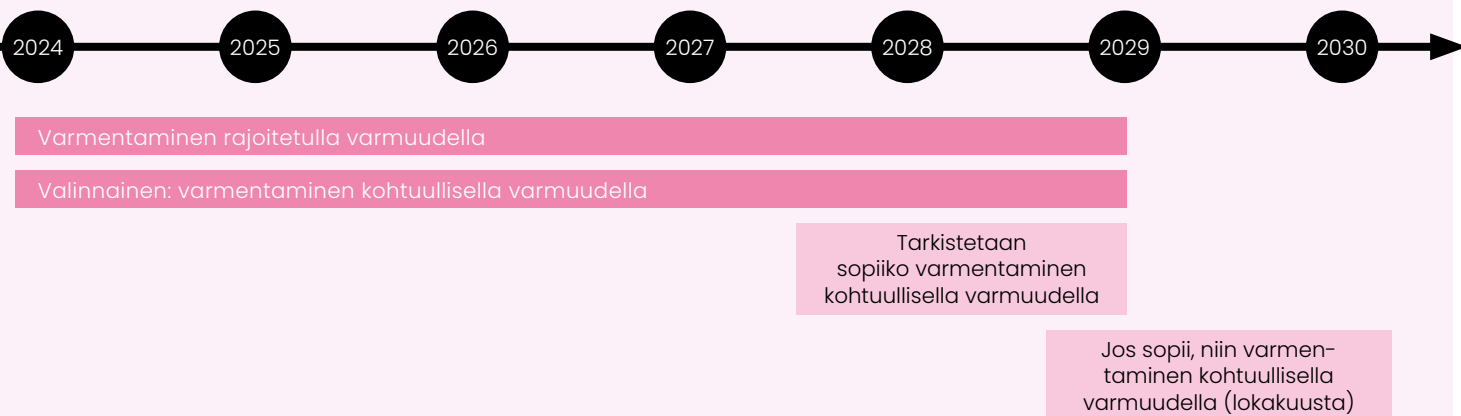 2024 2025 2026 2027 2028 2029 2030
Varmentaminen rajoitetulla varmuudella
Valinnainen: varmentaminen kohtuullisella varmuudella
Tarkistetaan
sopiiko varmentaminen
kohtuullisella varmuudella
Jos sopii, niin varmen-
taminen kohtuullisella
varmuudella (lokakuusta)